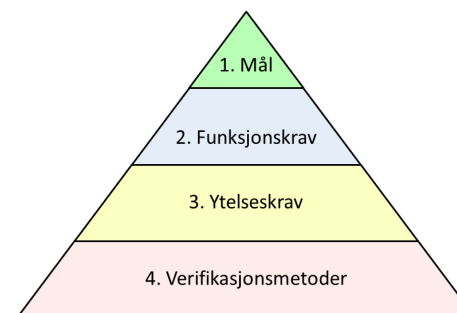 1. Mål
2. Funksjonskrav
3. Ytelseskrav
4. Verifikasjonsmetoder